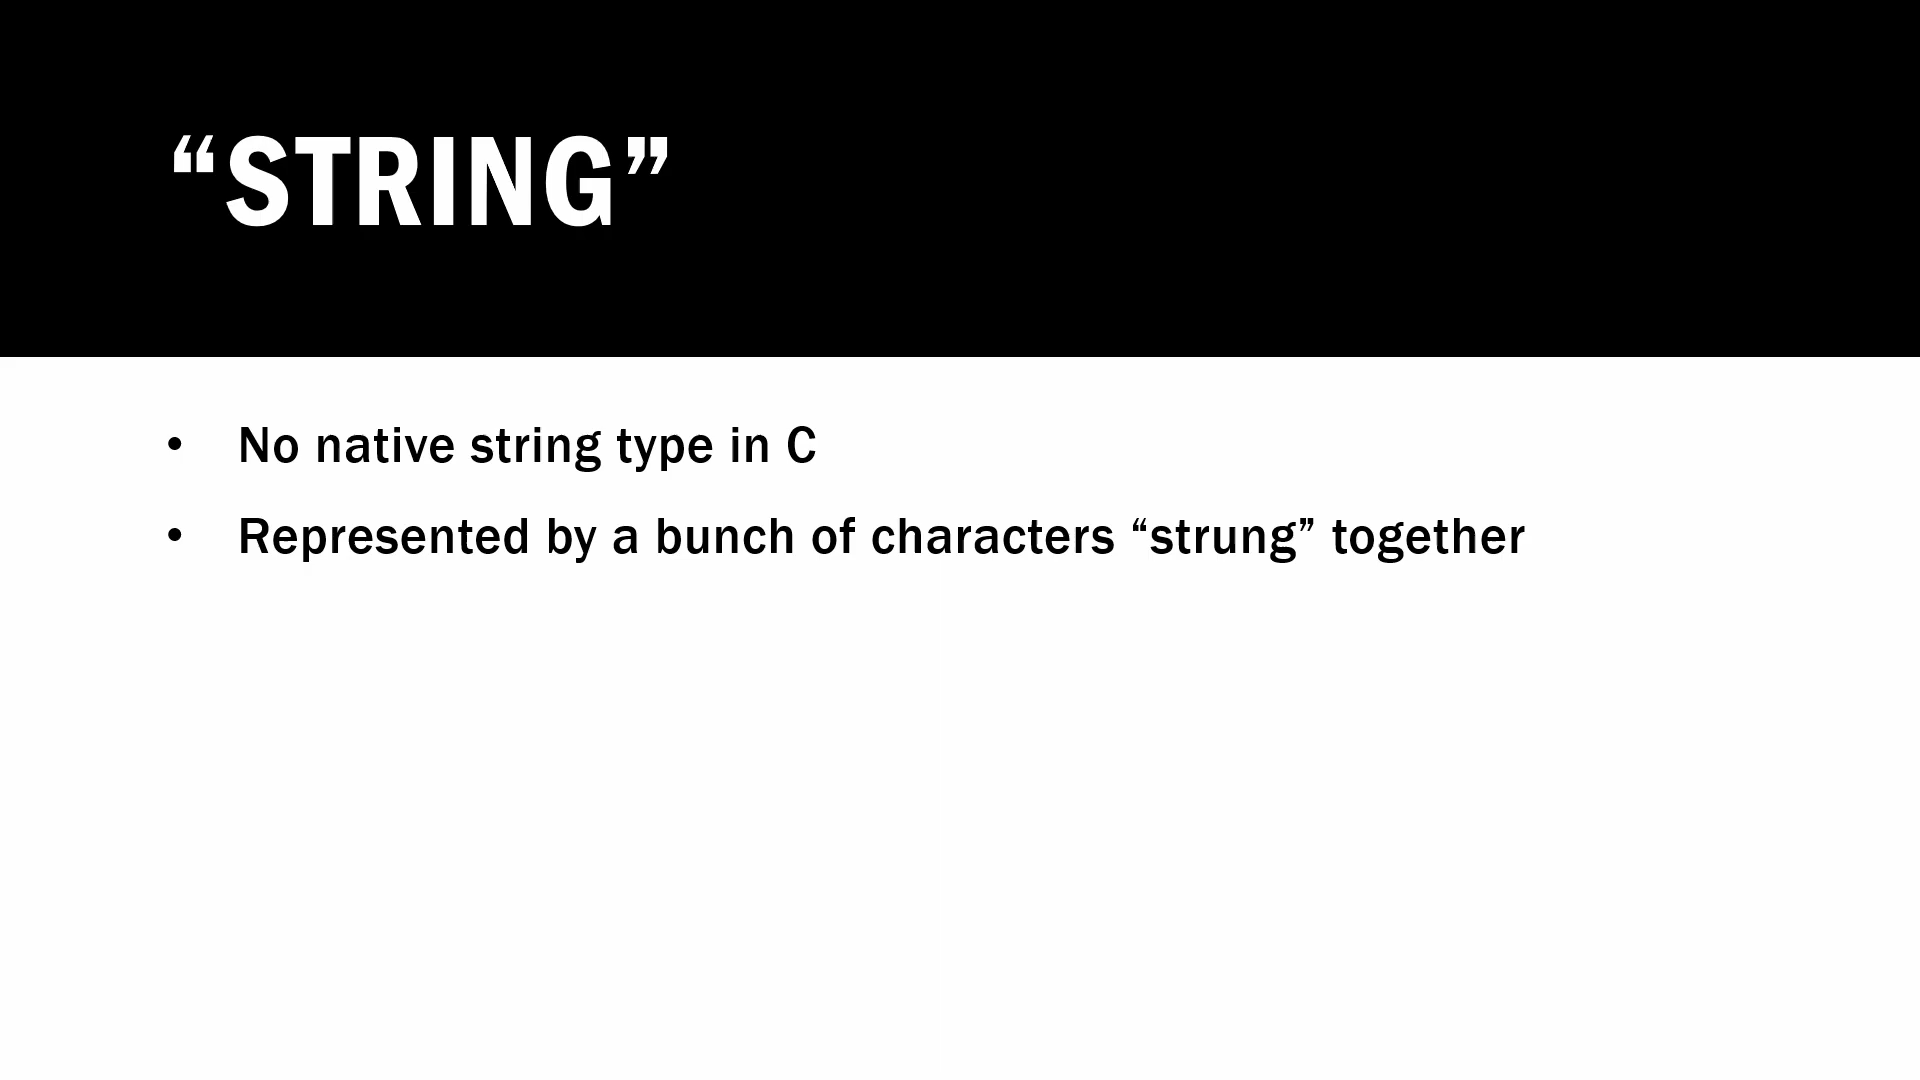 “STRING”
• No native string type in C
• Represented by a bunch of characters “strung” together